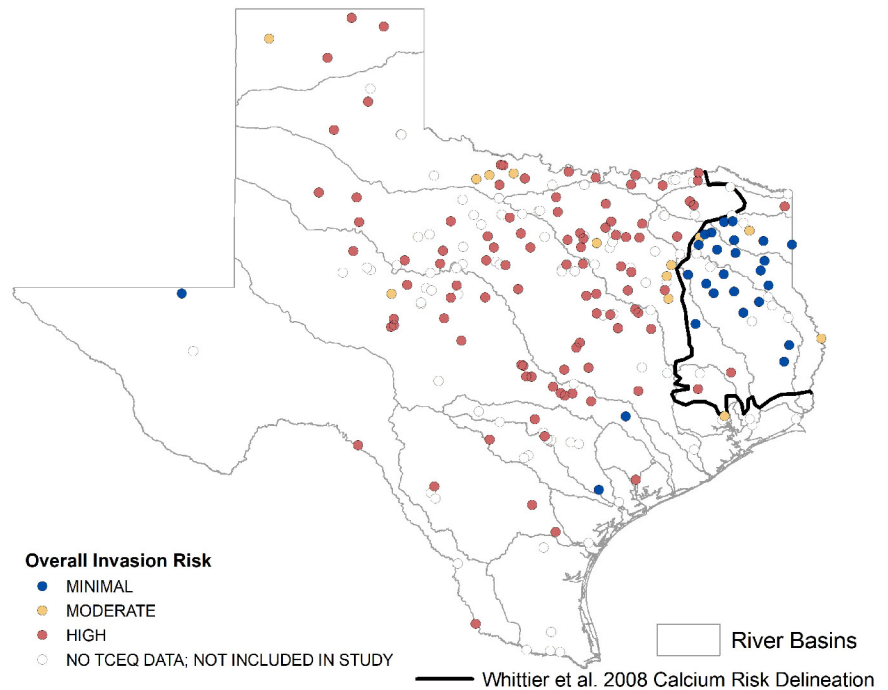 Overall Invasion Risk
MINIMAL
MODERATE
HIGH
NO TCEQ DATA; NOT INCLUDED IN STUDY
River Basins
Whittier et al. 2008 Calcium Risk Delineation